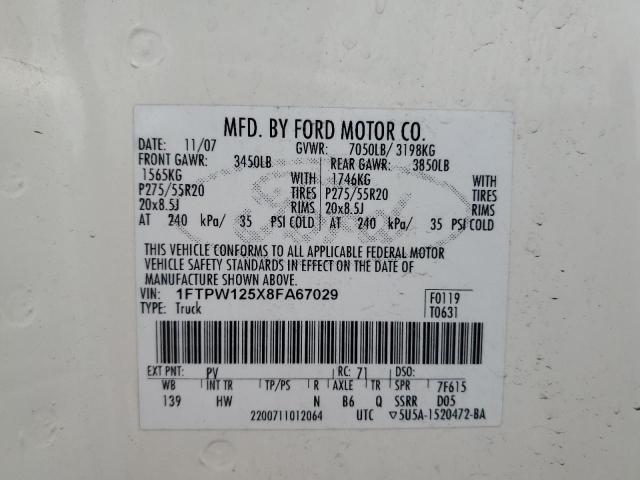 MFD. BY FORD MOTOR CO.
DATE: 11/07 GVWR: 7050LB/ 3198KG
FRONT GAWR: 3450LB REAR GAWR: 3850LB
1565KG WITH 1746KG WITH
P275/55R20 TIRES P275/55R20 TIRES
20x8.5J RIMS 20x8.5J RIMS
AT 240 kPa/ 35 PSI COLD AT 240 kPa/ 35 PSI COLD
THIS VEHICLE CONFORMS TO ALL APPLICABLE FEDERAL MOTOR
VEHICLE SAFETY STANDARDS IN EFFECT ON THE DATE OF
MANUFACTURE SHOWN ABOVE.
VIN: 1FTPW125X8FA67029 F0119
TYPE: Truck T0631
EXT PNT: PV RC: 71 DSO:
WB INT TR TP/PS R AXLE TR SPR 7F615
139 HW N B6 Q SSRR D05
2200711012064 UTC ▽5U5A-1520472-BA